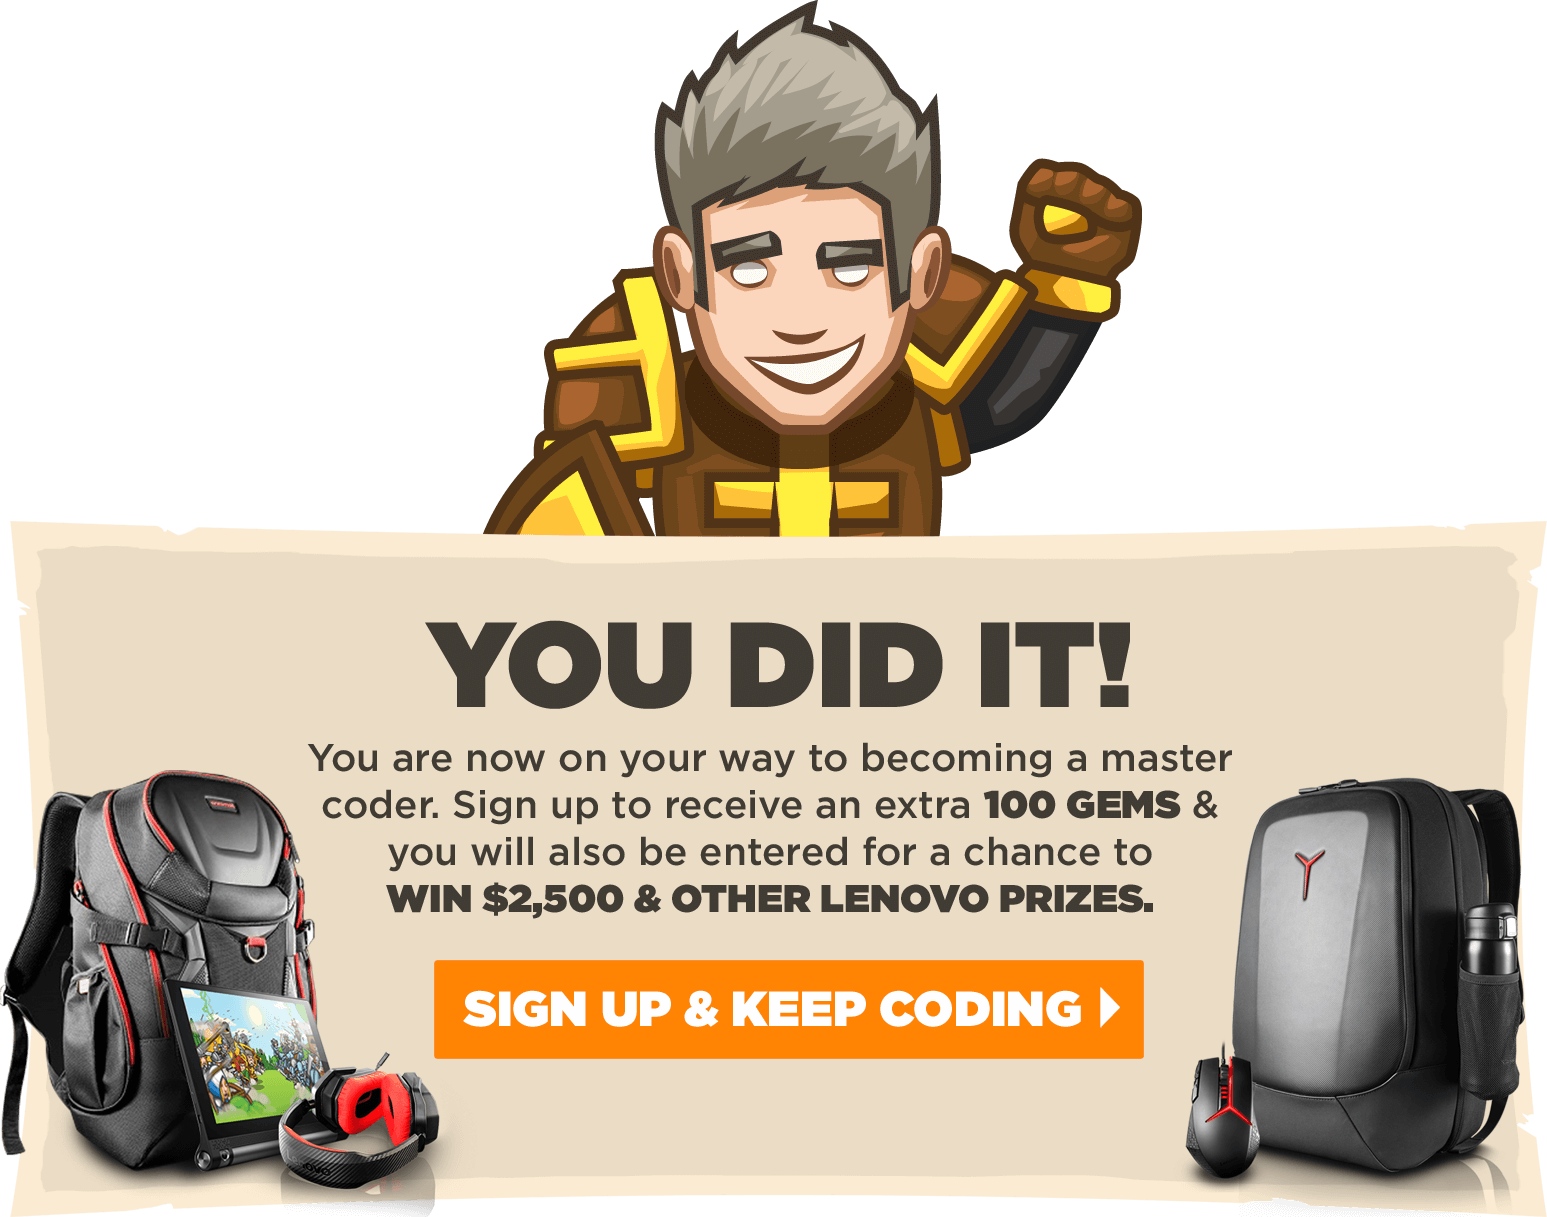 YOU DID IT!
You are now on your way to becoming a master
coder. Sign up to receive an extra 100 GEMS &
you will also be entered for a chance to
WIN $2,500 & OTHER LENOVO PRIZES.
SIGN UP & KEEP CODING